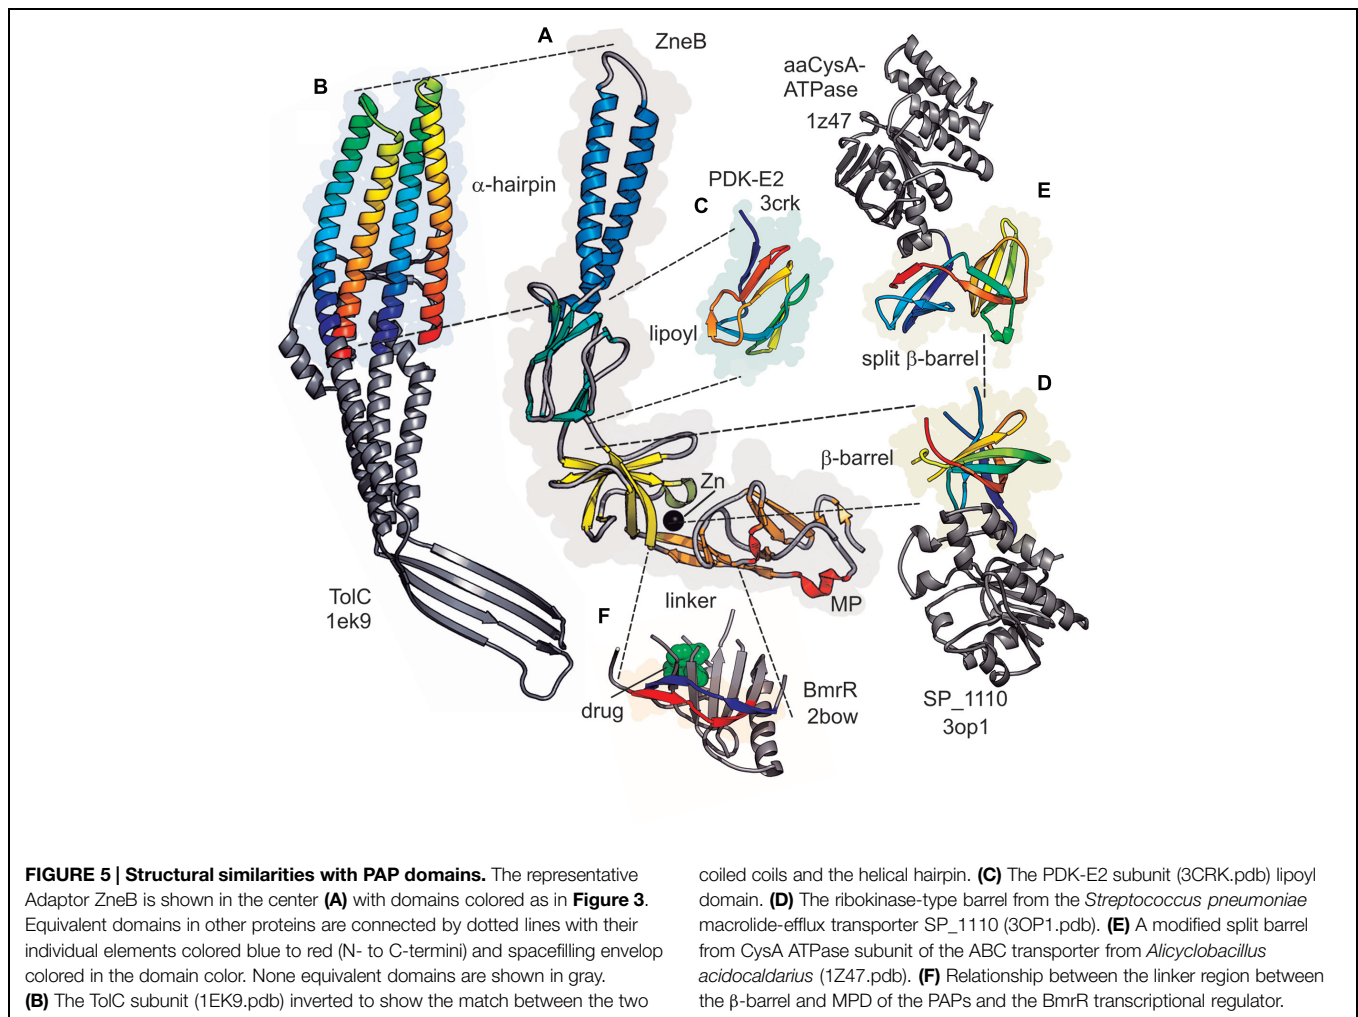 A
ZneB
B
α-hairpin
aaCysA-
ATPase
1z47
PDK-E2
3crk
C
E
lipoyl
split β-barrel
D
β-barrel
Zn
TolC
1ek9
linker
MP
F
drug
BmrR
2bow
SP_1110
3op1
FIGURE 5 | Structural similarities with PAP domains. The representative
Adaptor ZneB is shown in the center (A) with domains colored as in Figure 3.
Equivalent domains in other proteins are connected by dotted lines with their
individual elements colored blue to red (N- to C-termini) and spacefilling envelop
colored in the domain color. None equivalent domains are shown in gray.
(B) The TolC subunit (1EK9.pdb) inverted to show the match between the two
coiled coils and the helical hairpin. (C) The PDK-E2 subunit (3CRK.pdb) lipoyl
domain. (D) The ribokinase-type barrel from the Streptococcus pneumoniae
macrolide-efflux transporter SP_1110 (3OP1.pdb). (E) A modified split barrel
from CysA ATPase subunit of the ABC transporter from Alicyclobacillus
acidocaldarius (1Z47.pdb). (F) Relationship between the linker region between
the β-barrel and MPD of the PAPs and the BmrR transcriptional regulator.